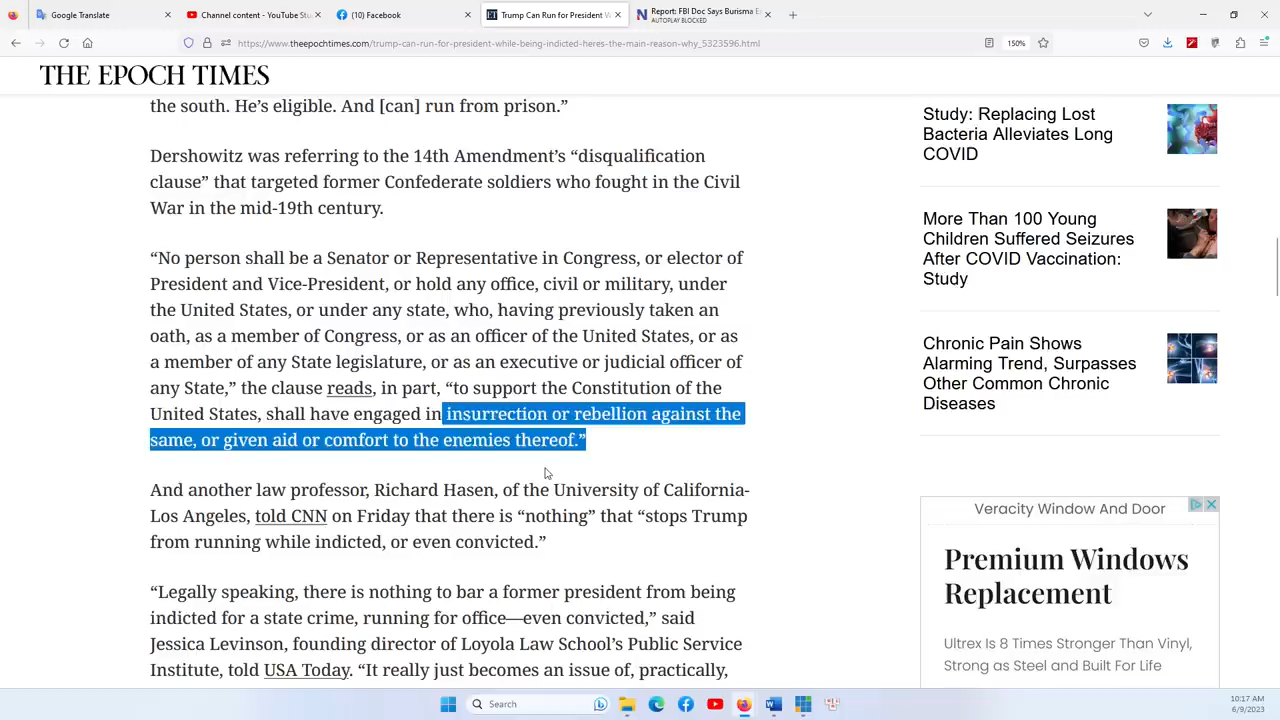 Google Translate
Channel content - YouTube Stu
(10) Facebook
Trump Can Run for President W
Report: FBI Doc Says Burisma E
AUTOPLAY BLOCKED
https://www.theepochtimes.com/trump-can-run-for-president-while-being-indicted-heres-the-main-reason-why_5323596.html
150%
THE EPOCH TIMES
the south. He’s eligible. And [can] run from prison.”
Dershowitz was referring to the 14th Amendment’s “disqualification
clause” that targeted former Confederate soldiers who fought in the Civil
War in the mid-19th century.
“No person shall be a Senator or Representative in Congress, or elector of
President and Vice-President, or hold any office, civil or military, under
the United States, or under any state, who, having previously taken an
oath, as a member of Congress, or as an officer of the United States, or as
a member of any State legislature, or as an executive or judicial officer of
any State,” the clause reads, in part, “to support the Constitution of the
United States, shall have engaged in insurrection or rebellion against the
same, or given aid or comfort to the enemies thereof.”
And another law professor, Richard Hasen, of the University of California-
Los Angeles, told CNN on Friday that there is “nothing” that “stops Trump
from running while indicted, or even convicted.”
“Legally speaking, there is nothing to bar a former president from being
indicted for a state crime, running for office—even convicted,” said
Jessica Levinson, founding director of Loyola Law School’s Public Service
Institute, told USA Today. “It really just becomes an issue of, practically,
Study: Replacing Lost
Bacteria Alleviates Long
COVID
More Than 100 Young
Children Suffered Seizures
After COVID Vaccination:
Study
Chronic Pain Shows
Alarming Trend, Surpasses
Other Common Chronic
Diseases
Veracity Window And Door
Premium Windows
Replacement
Ultrex Is 8 Times Stronger Than Vinyl,
Strong as Steel and Built For Life
Search
10:17 AM
6/9/2023